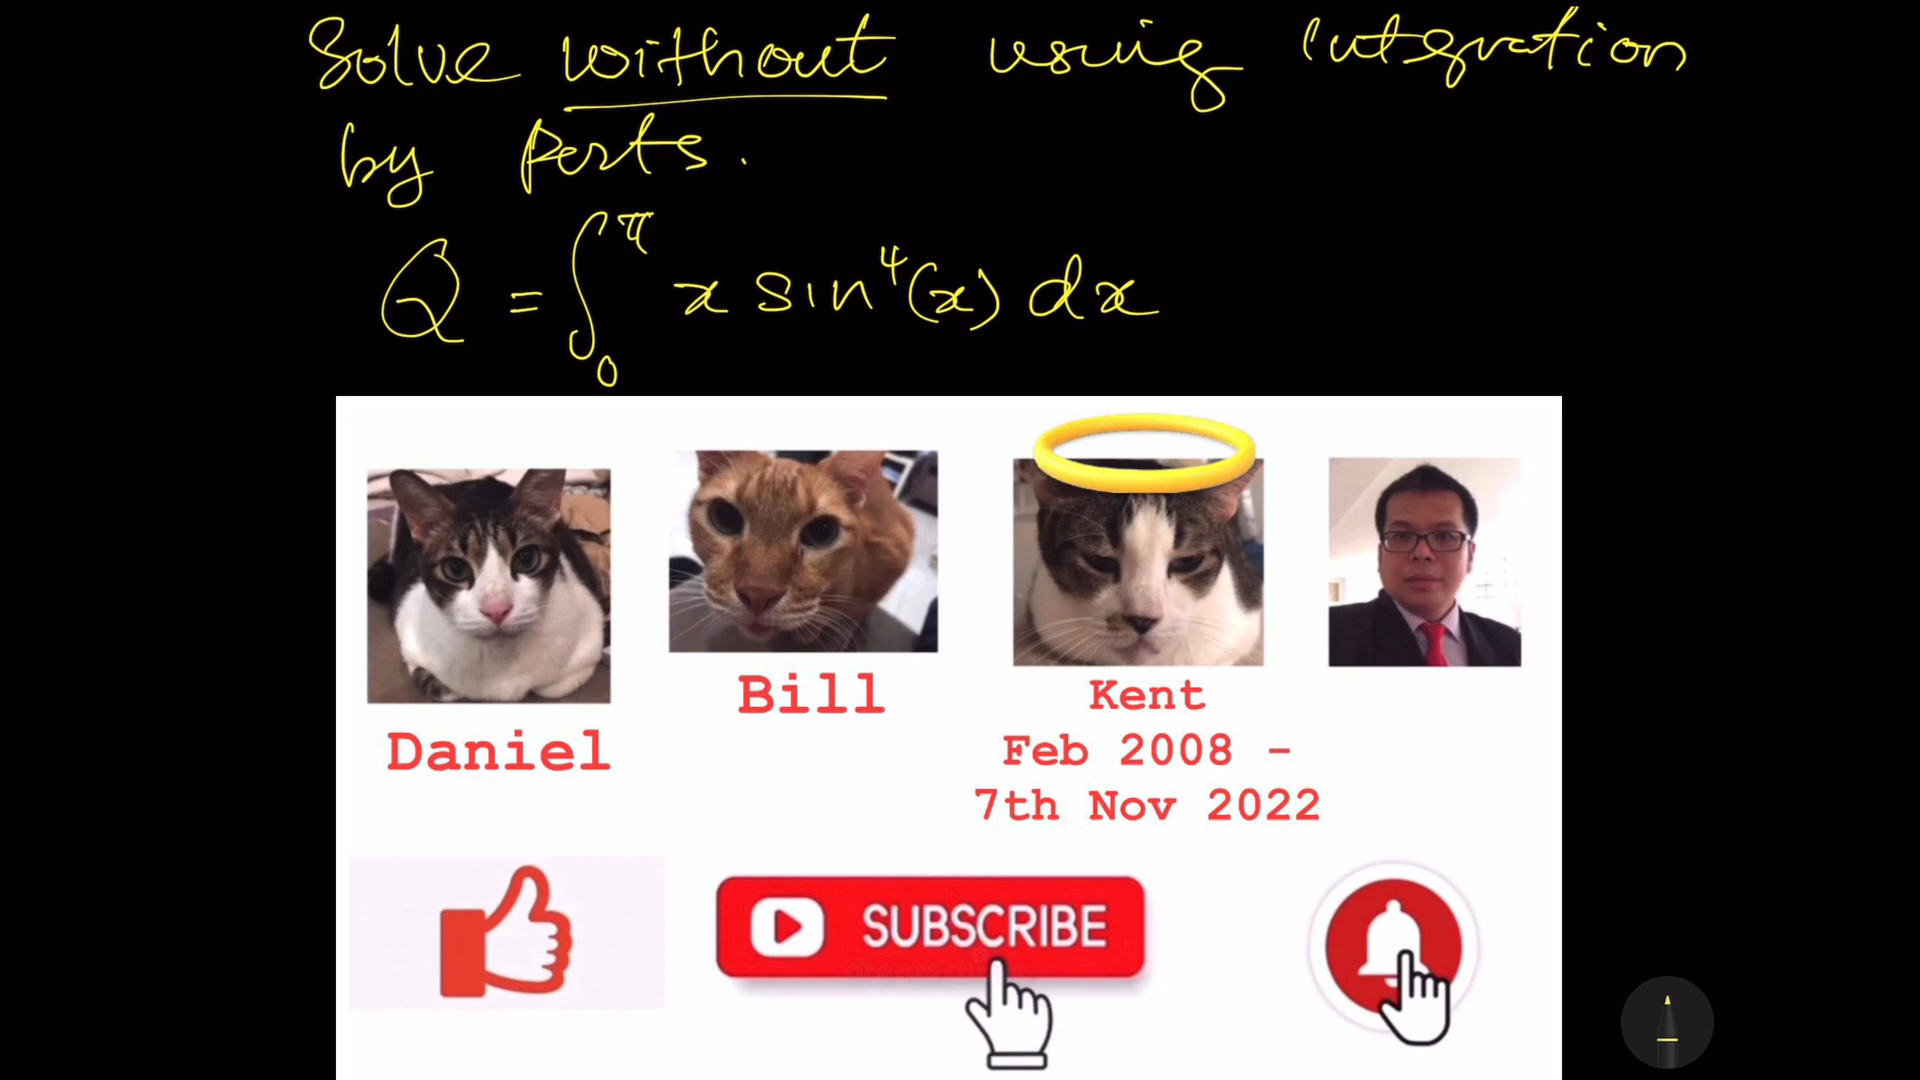 Solve without using integration
by parts.
Q = ∫₀^π x sin⁴(x) dx
Daniel
Bill
Kent
Feb 2008 -
7th Nov 2022
SUBSCRIBE